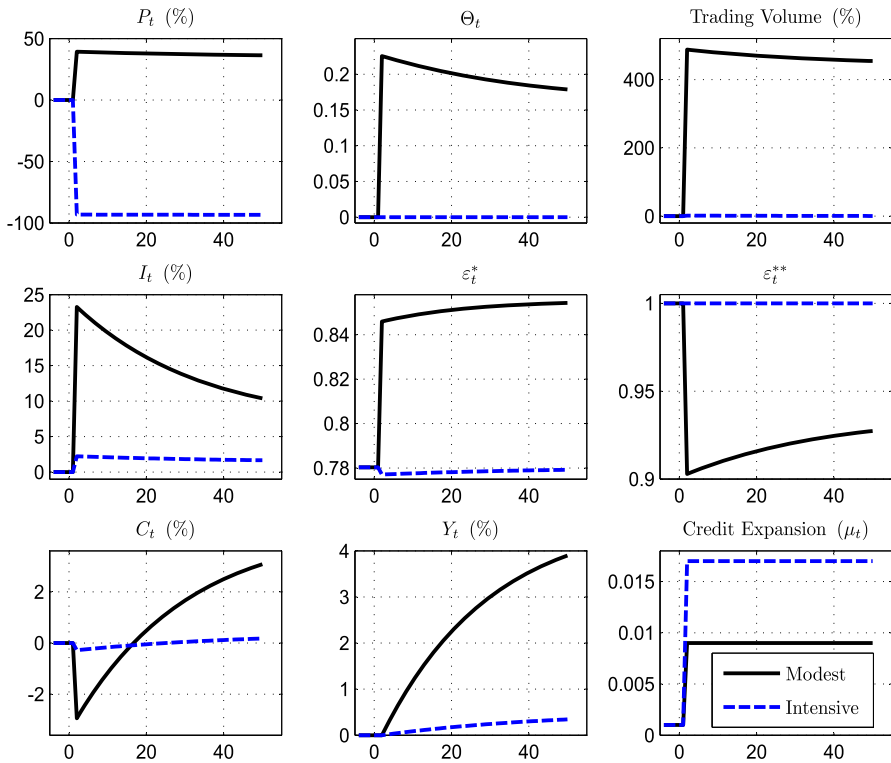 P_t (%)
Θ_t
Trading Volume (%)
50
0
-50
-100
0 20 40
0.2
0.15
0.1
0.05
0
0 20 40
400
200
0
0 20 40
I_t (%)
ε_t^*
ε_t^{**}
25
20
15
10
5
0
0 20 40
0.84
0.82
0.8
0.78
0 20 40
1
0.95
0.9
0 20 40
C_t (%)
Y_t (%)
Credit Expansion (μ_t)
2
0
-2
0 20 40
4
3
2
1
0
0 20 40
0.015
0.01
0.005
0
0 20 40
Modest
Intensive